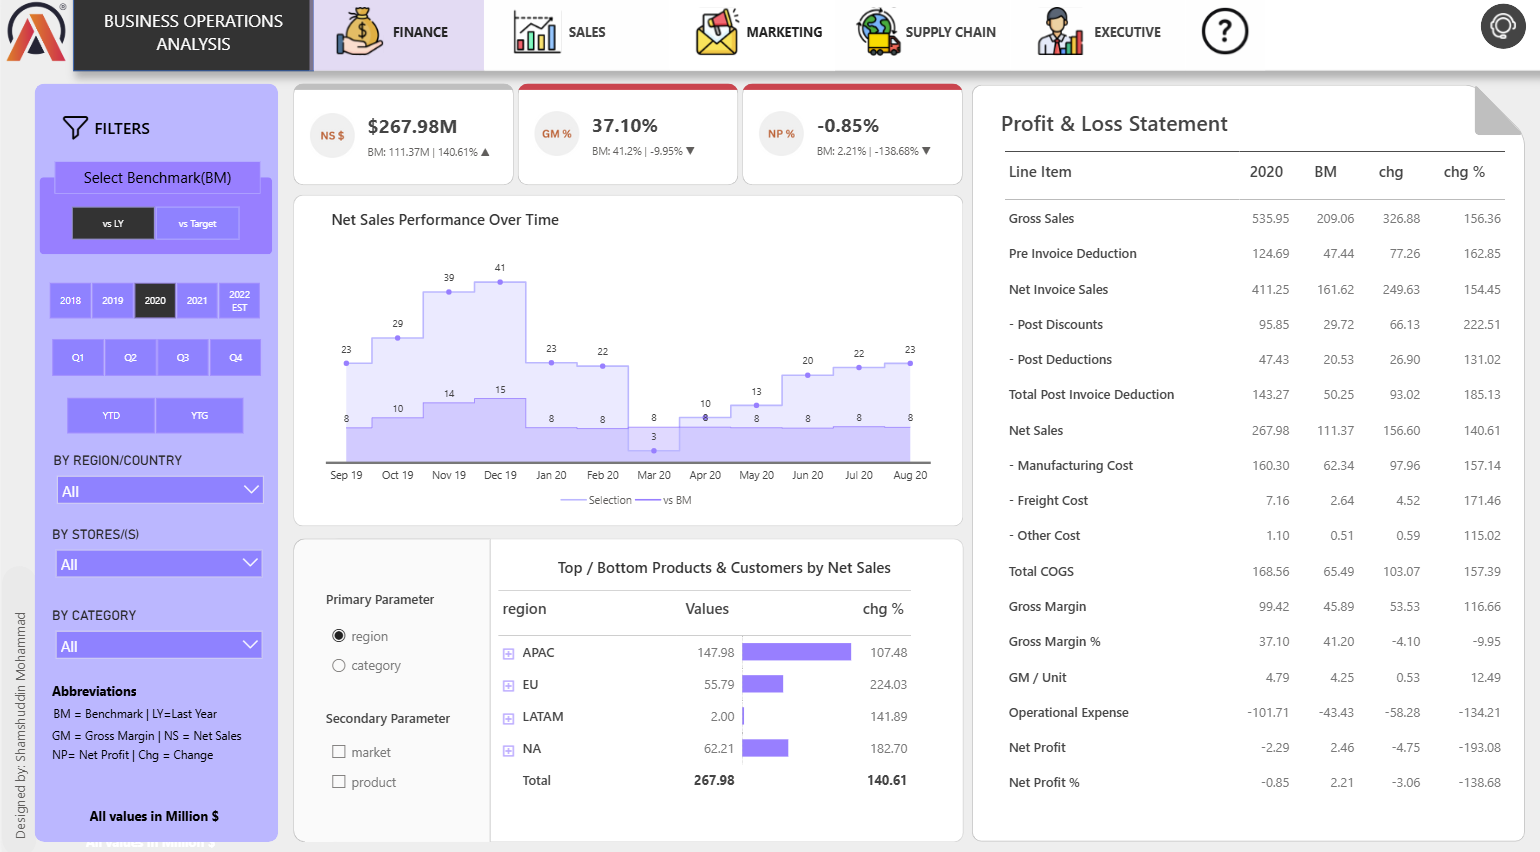 BUSINESS OPERATIONS
ANALYSIS
FINANCE
SALES
MARKETING
SUPPLY CHAIN
EXECUTIVE
?
FILTERS
Select Benchmark(BM)
vs LY
vs Target
2018 2019 2020 2021 2022 EST
Q1 Q2 Q3 Q4
YTD YTG
BY REGION/COUNTRY
All
BY STORES/(S)
All
BY CATEGORY
All
Abbreviations
BM = Benchmark | LY=Last Year
GM = Gross Margin | NS = Net Sales
NP= Net Profit | Chg = Change
All values in Million $
All values in Million $
Designed by: Shamshuddin Mohammad
NS $
$267.98M
BM: 111.37M | 140.61% ▲
GM %
37.10%
BM: 41.2% | -9.95% ▼
NP %
-0.85%
BM: 2.21% | -138.68% ▼
Net Sales Performance Over Time
23 29 39 41 23 22 3 10 13 20 22 23
8 10 14 15 8 8 8 8 8 8 8 8
Sep 19 Oct 19 Nov 19 Dec 19 Jan 20 Feb 20 Mar 20 Apr 20 May 20 Jun 20 Jul 20 Aug 20
Selection vs BM
Primary Parameter
region
category
Secondary Parameter
market
product
Top / Bottom Products & Customers by Net Sales
region Values chg %
APAC 147.98 107.48
EU 55.79 224.03
LATAM 2.00 141.89
NA 62.21 182.70
Total 267.98 140.61
Profit & Loss Statement
Line Item 2020 BM chg chg %
Gross Sales 535.95 209.06 326.88 156.36
Pre Invoice Deduction 124.69 47.44 77.26 162.85
Net Invoice Sales 411.25 161.62 249.63 154.45
- Post Discounts 95.85 29.72 66.13 222.51
- Post Deductions 47.43 20.53 26.90 131.02
Total Post Invoice Deduction 143.27 50.25 93.02 185.13
Net Sales 267.98 111.37 156.60 140.61
- Manufacturing Cost 160.30 62.34 97.96 157.14
- Freight Cost 7.16 2.64 4.52 171.46
- Other Cost 1.10 0.51 0.59 115.02
Total COGS 168.56 65.49 103.07 157.39
Gross Margin 99.42 45.89 53.53 116.66
Gross Margin % 37.10 41.20 -4.10 -9.95
GM / Unit 4.79 4.25 0.53 12.49
Operational Expense -101.71 -43.43 -58.28 -134.21
Net Profit -2.29 2.46 -4.75 -193.08
Net Profit % -0.85 2.21 -3.06 -138.68